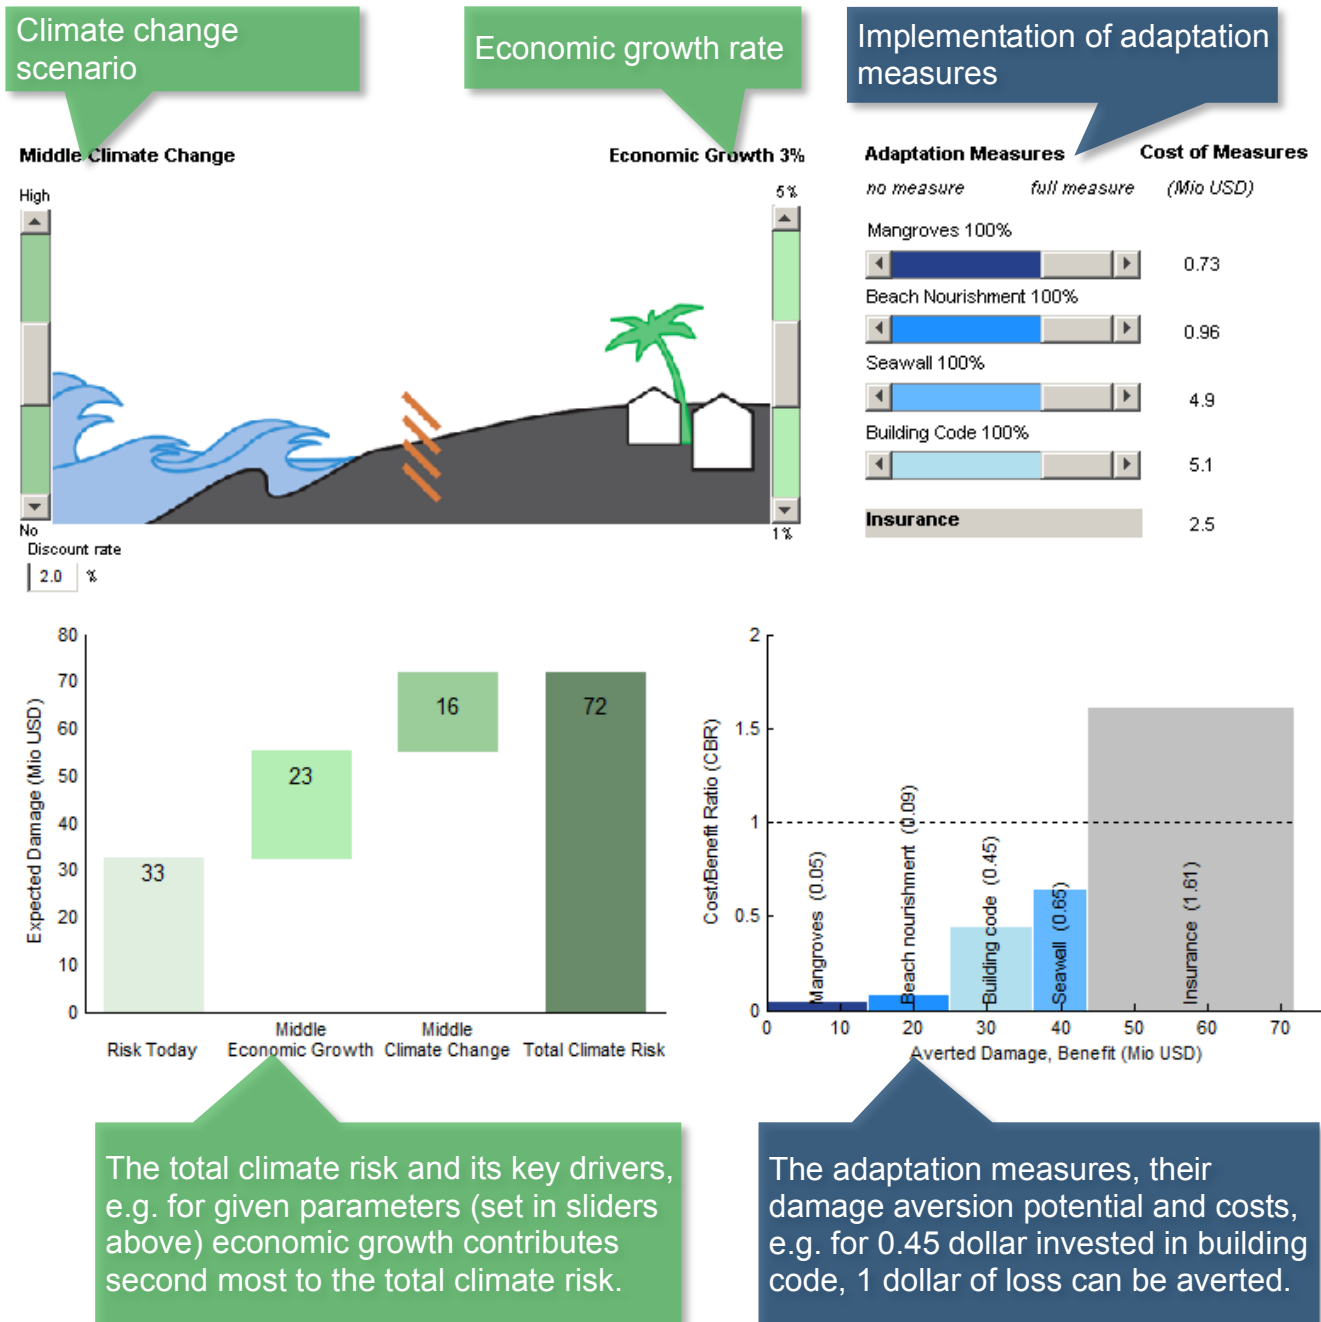 Climate change
scenario
Economic growth rate
Implementation of adaptation
measures
Middle Climate Change
Economic Growth 3%
Adaptation Measures
Cost of Measures
High
5 %
no measure
full measure
(Mio USD)
Mangroves 100%
0.73
Beach Nourishment 100%
0.96
Seawall 100%
4.9
Building Code 100%
5.1
Insurance
2.5
No
1 %
Discount rate
2.0 %
Expected Damage (Mio USD)
80
70
60
50
40
30
20
10
0
33
23
16
72
Risk Today
Middle
Economic Growth
Middle
Climate Change
Total Climate Risk
Cost/Benefit Ratio (CBR)
2
1.5
1
0.5
0
Mangroves (0.05)
Beach nourishment (0.09)
Building code (0.45)
Seawall (0.65)
Insurance (1.61)
0 10 20 30 40 50 60 70
Averted Damage, Benefit (Mio USD)
The total climate risk and its key drivers,
e.g. for given parameters (set in sliders
above) economic growth contributes
second most to the total climate risk.
The adaptation measures, their
damage aversion potential and costs,
e.g. for 0.45 dollar invested in building
code, 1 dollar of loss can be averted.